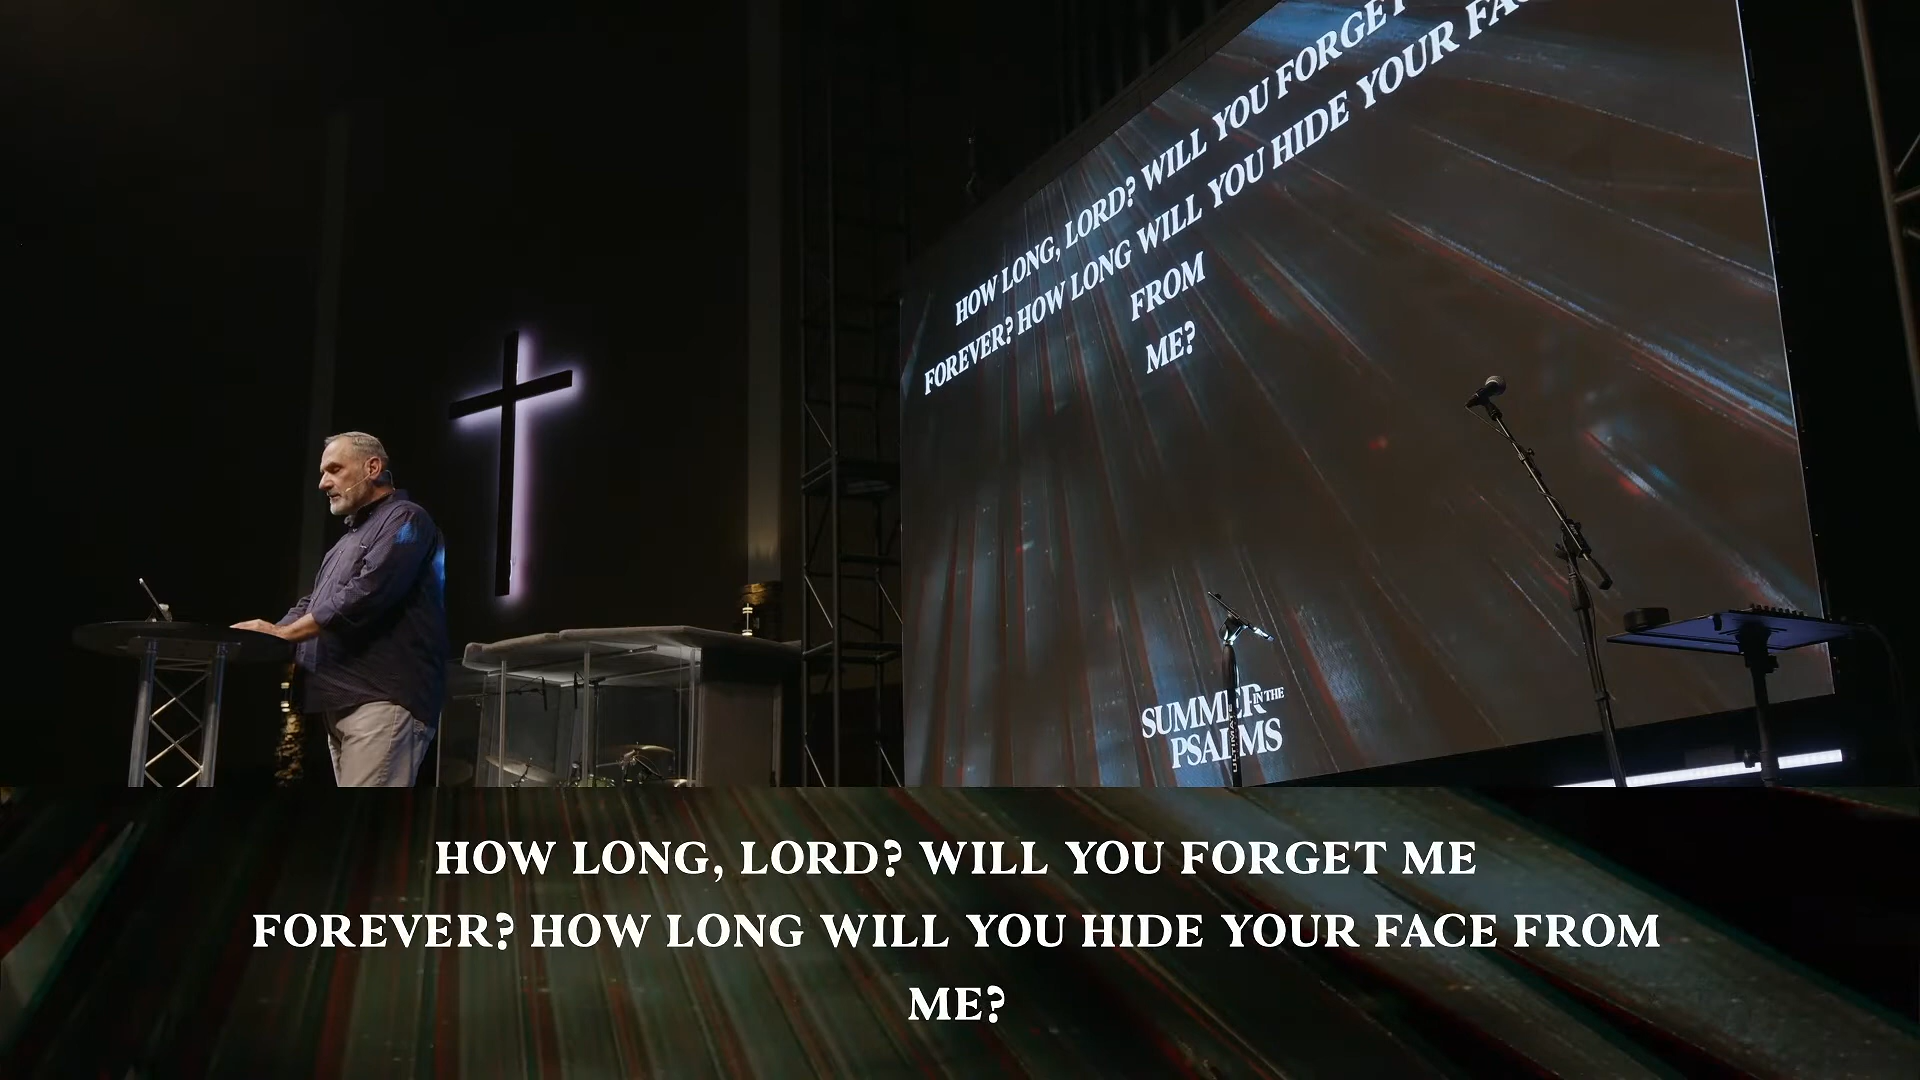 HOW LONG, LORD? WILL YOU FORGET
FOREVER? HOW LONG WILL YOU HIDE YOUR
FROM
ME?
SUMMER IN THE
PSALMS
HOW LONG, LORD? WILL YOU FORGET ME
FOREVER? HOW LONG WILL YOU HIDE YOUR FACE FROM
ME?